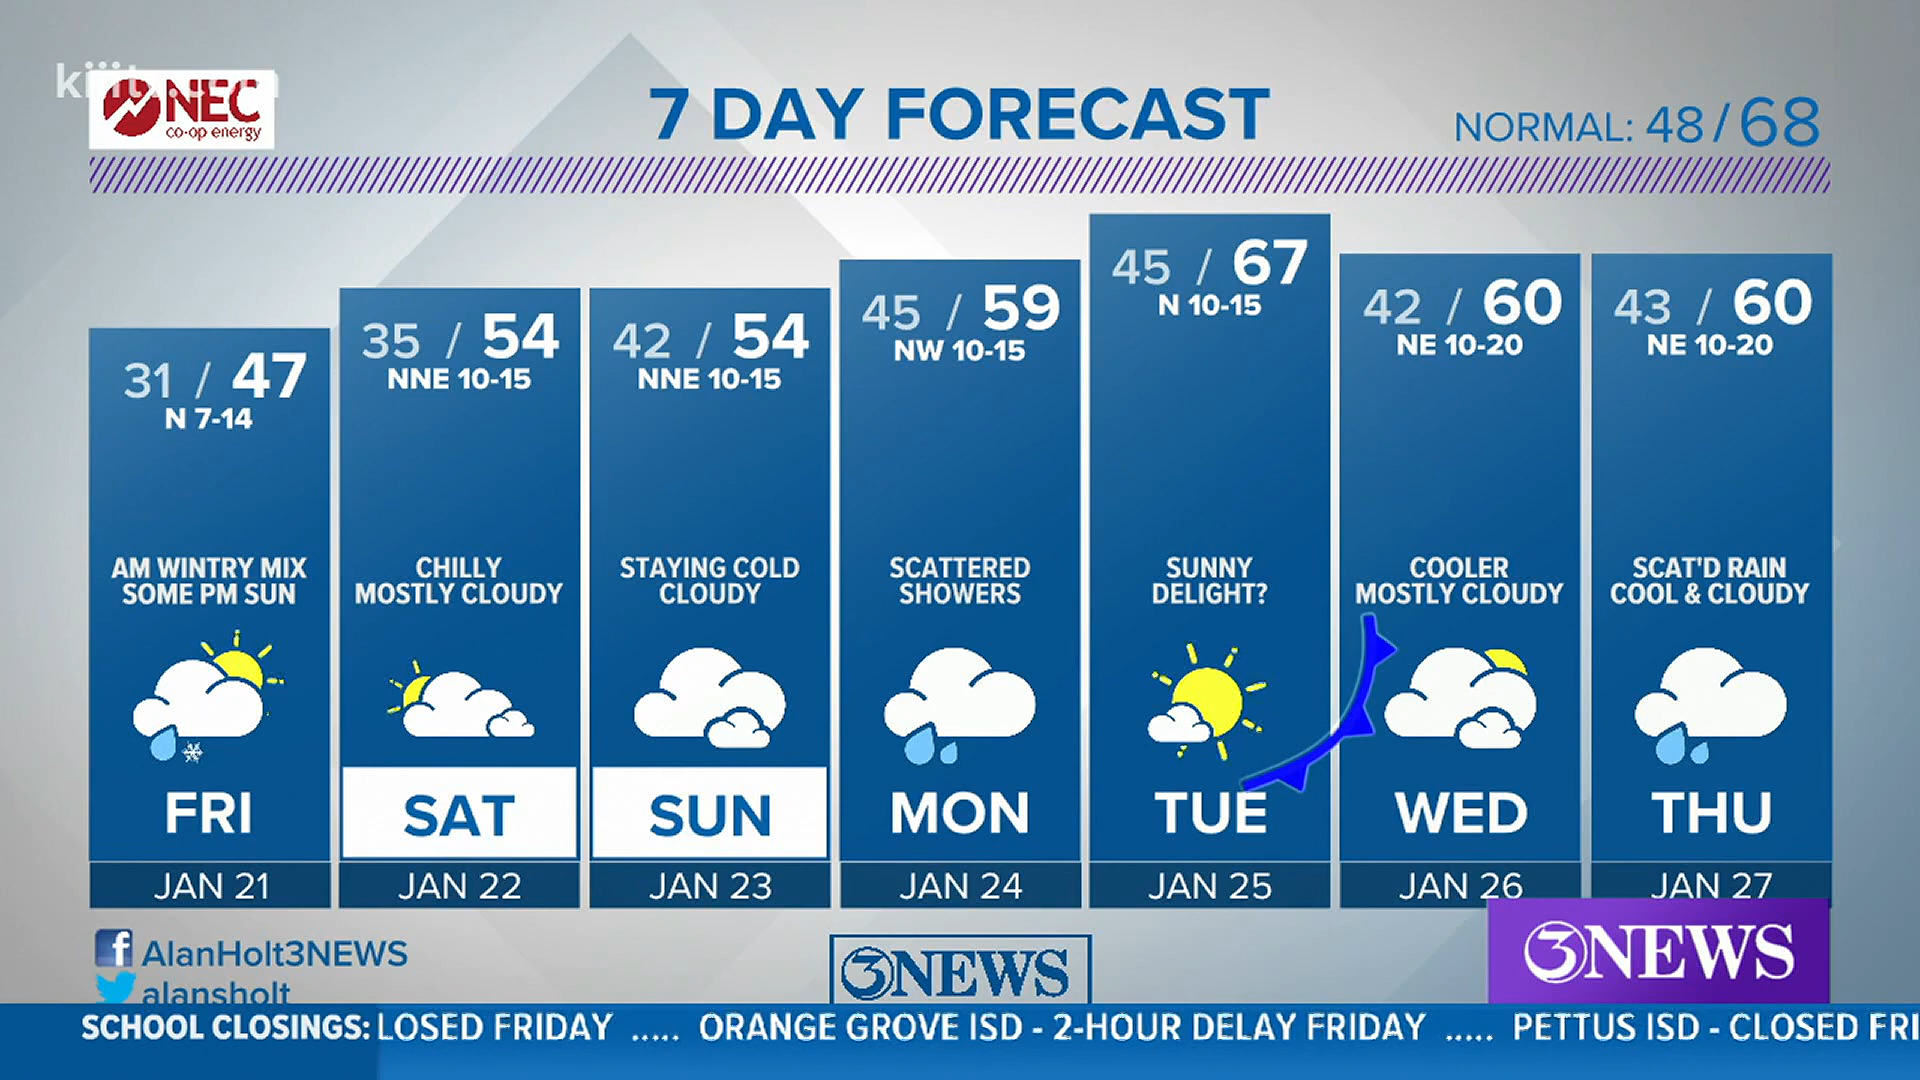 kiiitv.com
NEC
co-op energy
7 DAY FORECAST
NORMAL: 48 / 68
31 / 47
N 7-14
AM WINTRY MIX
SOME PM SUN
FRI
JAN 21
35 / 54
NNE 10-15
CHILLY
MOSTLY CLOUDY
SAT
JAN 22
42 / 54
NNE 10-15
STAYING COLD
CLOUDY
SUN
JAN 23
45 / 59
NW 10-15
SCATTERED
SHOWERS
MON
JAN 24
45 / 67
N 10-15
SUNNY
DELIGHT?
TUE
JAN 25
42 / 60
NE 10-20
COOLER
MOSTLY CLOUDY
WED
JAN 26
43 / 60
NE 10-20
SCAT'D RAIN
COOL & CLOUDY
THU
JAN 27
f AlanHolt3NEWS
alansholt
3NEWS
3NEWS
SCHOOL CLOSINGS: LOSED FRIDAY ..... ORANGE GROVE ISD - 2-HOUR DELAY FRIDAY ..... PETTUS ISD - CLOSED FRI